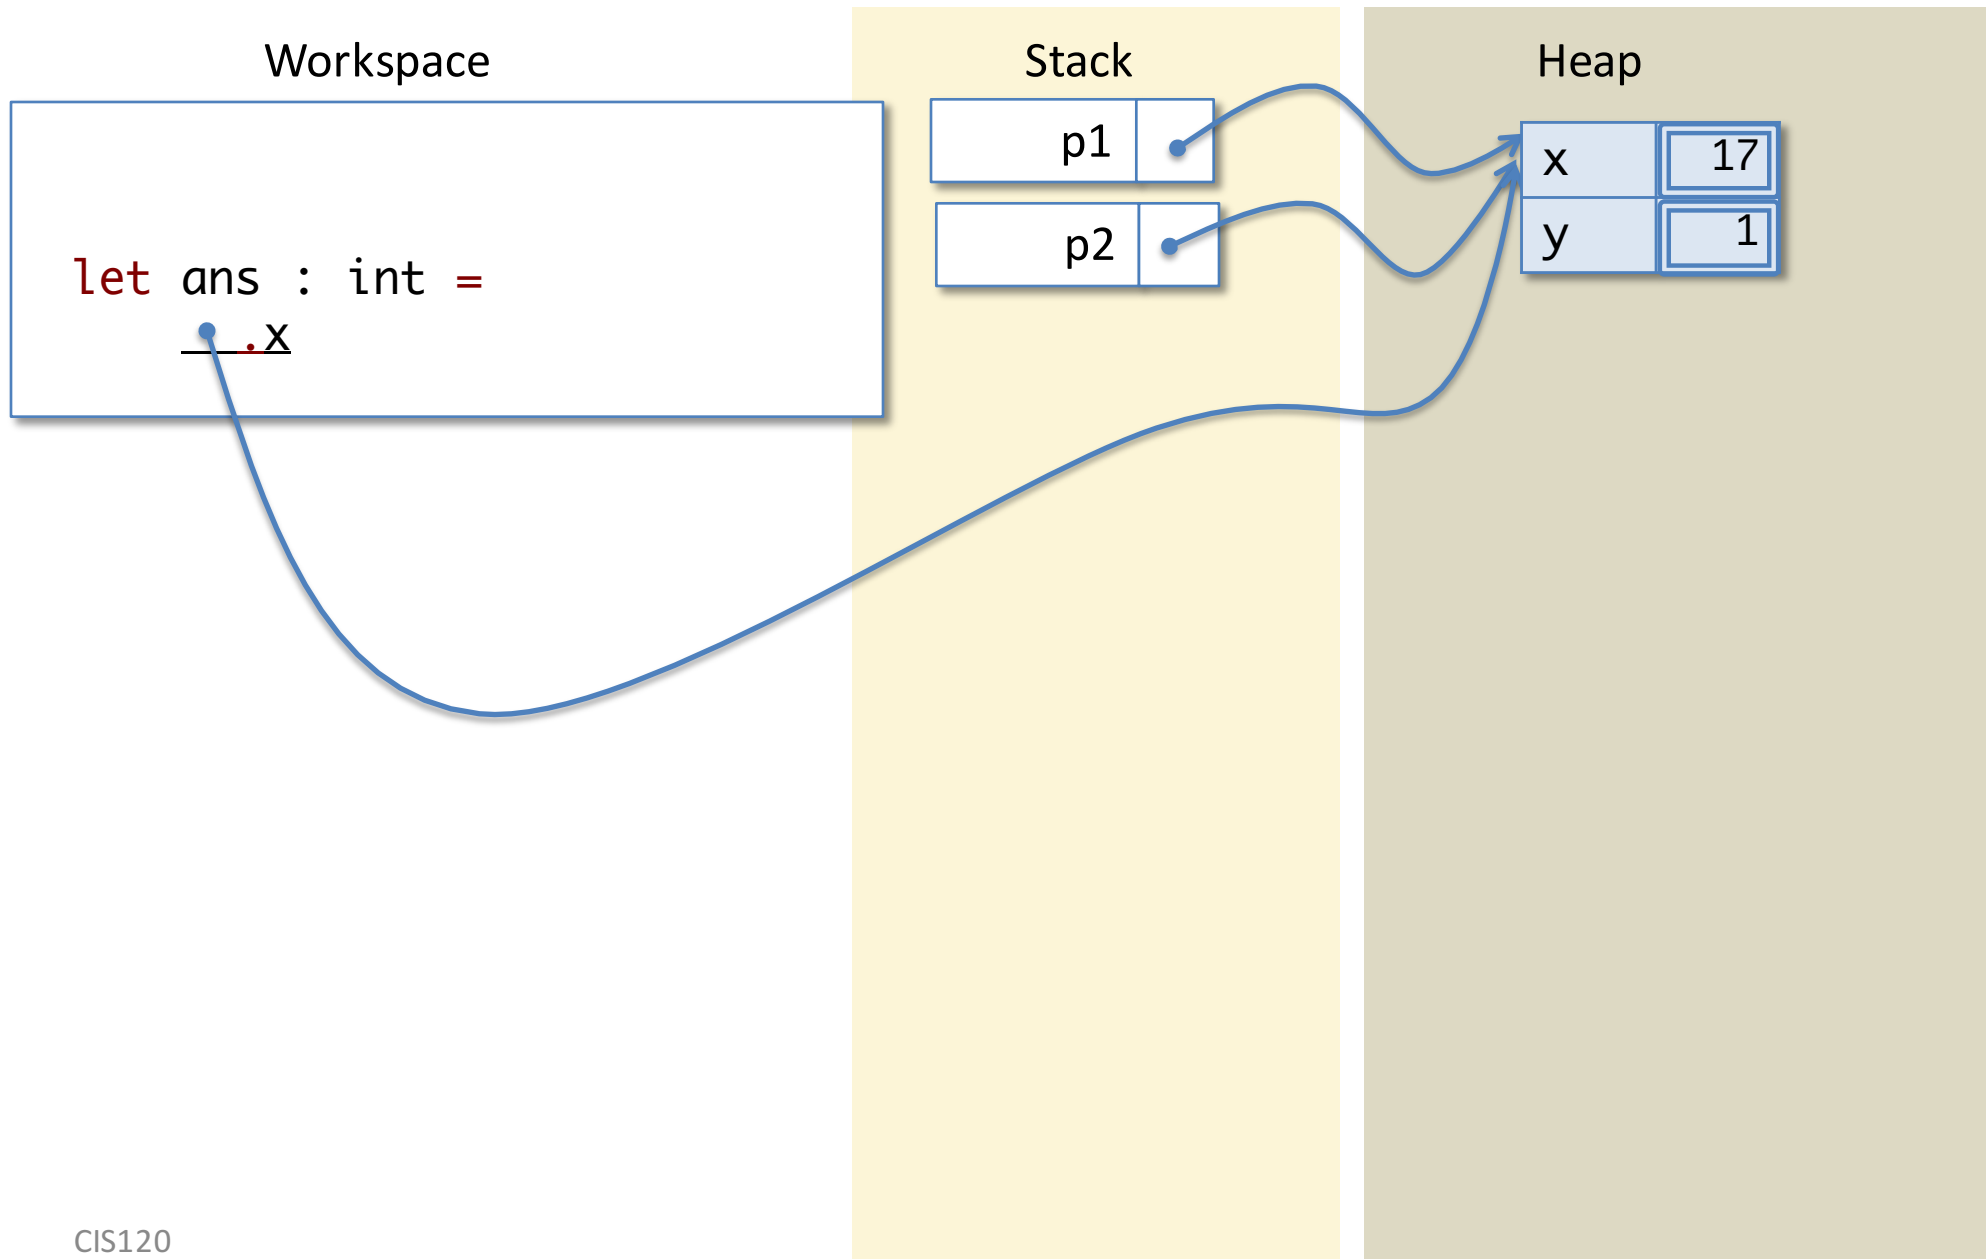 Workspace
Stack
Heap
let ans : int =
.x
p1
p2
x 17
y 1
CIS120